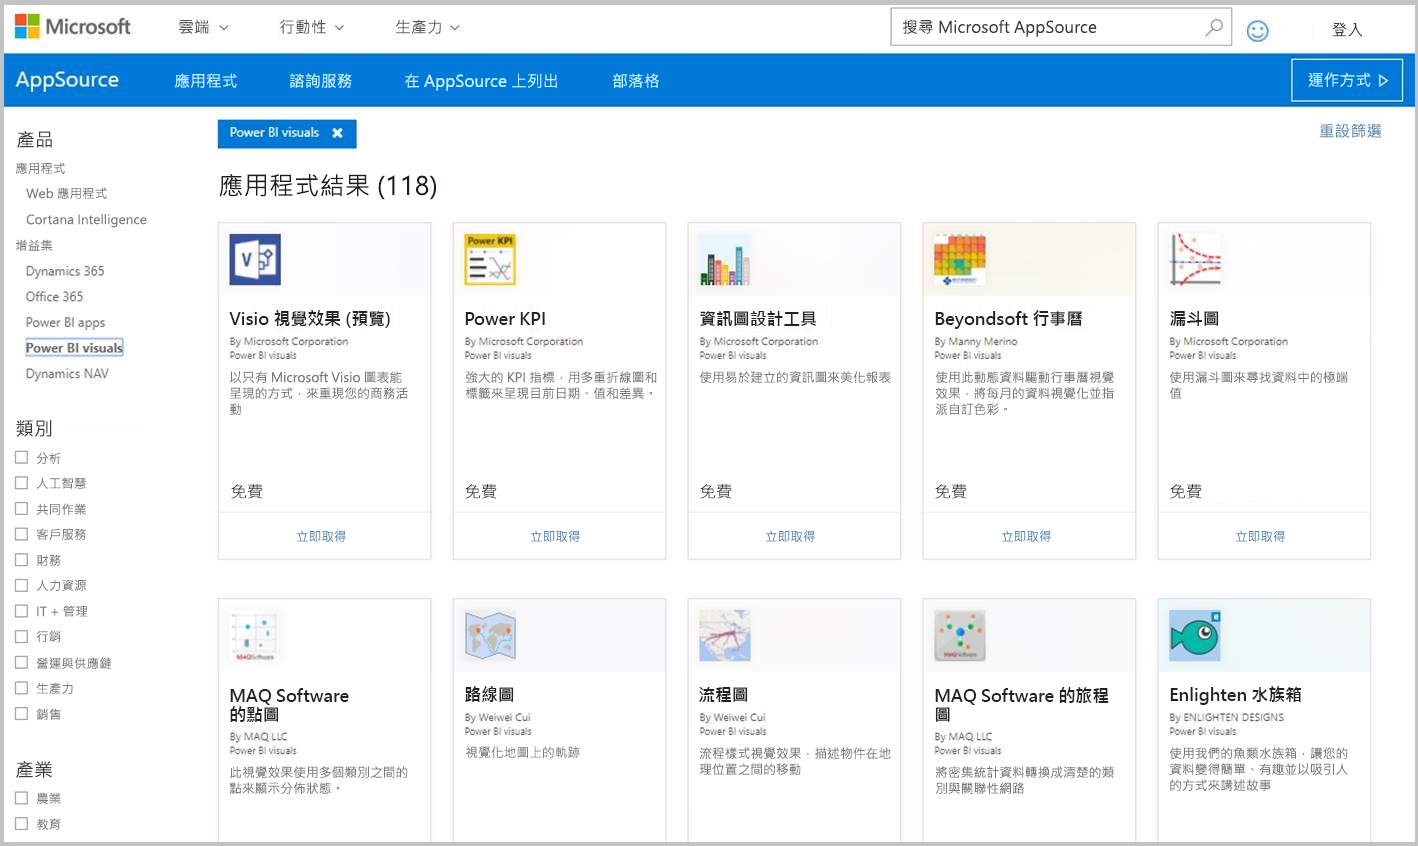 Microsoft
雲端
行動性
生產力
搜尋 Microsoft AppSource
登入
AppSource
應用程式
諮詢服務
在 AppSource 上列出
部落格
運作方式
產品
應用程式
Web 應用程式
Cortana Intelligence
增益集
Dynamics 365
Office 365
Power BI apps
Power BI visuals
Dynamics NAV
類別
分析
人工智慧
共同作業
客戶服務
財務
人力資源
IT + 管理
行銷
營運與供應鏈
生產力
銷售
產業
農業
教育
Power BI visuals
重設篩選
應用程式結果 (118)
Visio 視覺效果 (預覽)
By Microsoft Corporation
Power BI visuals
以只有 Microsoft Visio 圖表能
呈現的方式，來重現您的商務活
動
免費
立即取得
Power KPI
Power KPI
By Microsoft Corporation
Power BI visuals
強大的 KPI 指標，用多重折線圖和
標籤來呈現目前日期、值和差異。
免費
立即取得
資訊圖設計工具
By Microsoft Corporation
Power BI visuals
使用易於建立的資訊圖來美化報表
免費
立即取得
Beyondsoft 行事曆
By Manny Merino
Power BI visuals
使用此動態資料驅動行事曆視覺
效果，將每月的資料視覺化並指
派自訂色彩。
免費
立即取得
漏斗圖
By Microsoft Corporation
Power BI visuals
使用漏斗圖來尋找資料中的極端
值
免費
立即取得
MAQSoftware
MAQ Software
的點圖
By MAQ LLC
Power BI visuals
此視覺效果使用多個類別之間的
點來顯示分佈狀態。
路線圖
By Weiwei Cui
Power BI visuals
視覺化地圖上的軌跡
流程圖
By Weiwei Cui
Power BI visuals
流程樣式視覺效果，描述物件在地
理位置之間的移動
MAQSoftware
MAQ Software 的旅程
圖
By MAQ LLC
Power BI visuals
將密集統計資料轉換成清楚的類
別與關聯性網路
Enlighten 水族箱
By ENLIGHTEN DESIGNS
Power BI visuals
使用我們的魚類水族箱，讓您的
資料變得簡單、有趣並以吸引人
的方式來講述故事